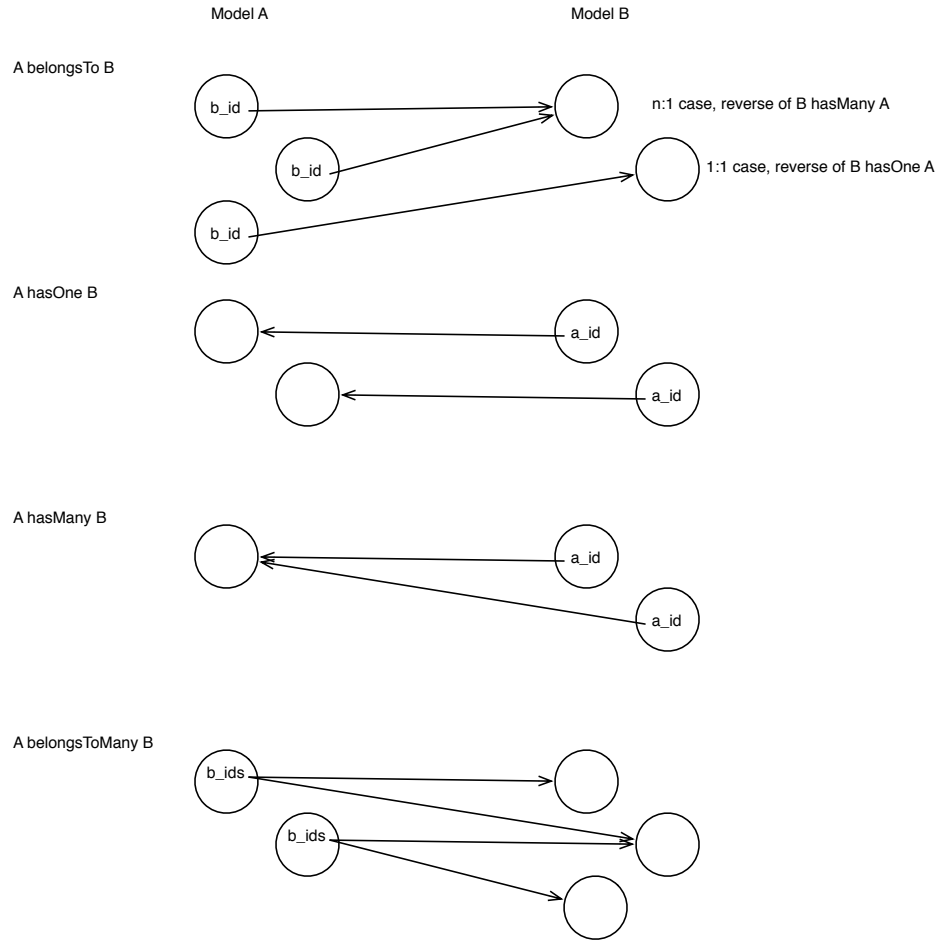 Model A
Model B
A belongsTo B
b_id
n:1 case, reverse of B hasMany A
b_id
1:1 case, reverse of B hasOne A
b_id
A hasOne B
a_id
a_id
A hasMany B
a_id
a_id
A belongsToMany B
b_ids
b_ids